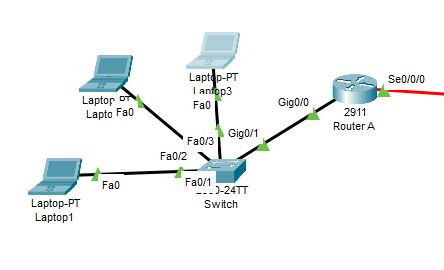 Laptop-PT
Laptop3
Fa0
Fa0
Fa0/3
Gig0/1
Gig0/0
Se0/0/0
2911
Router A
Fa0/2
Fa0/1
Fa0
Laptop-PT
Laptop1
-24TT
Switch